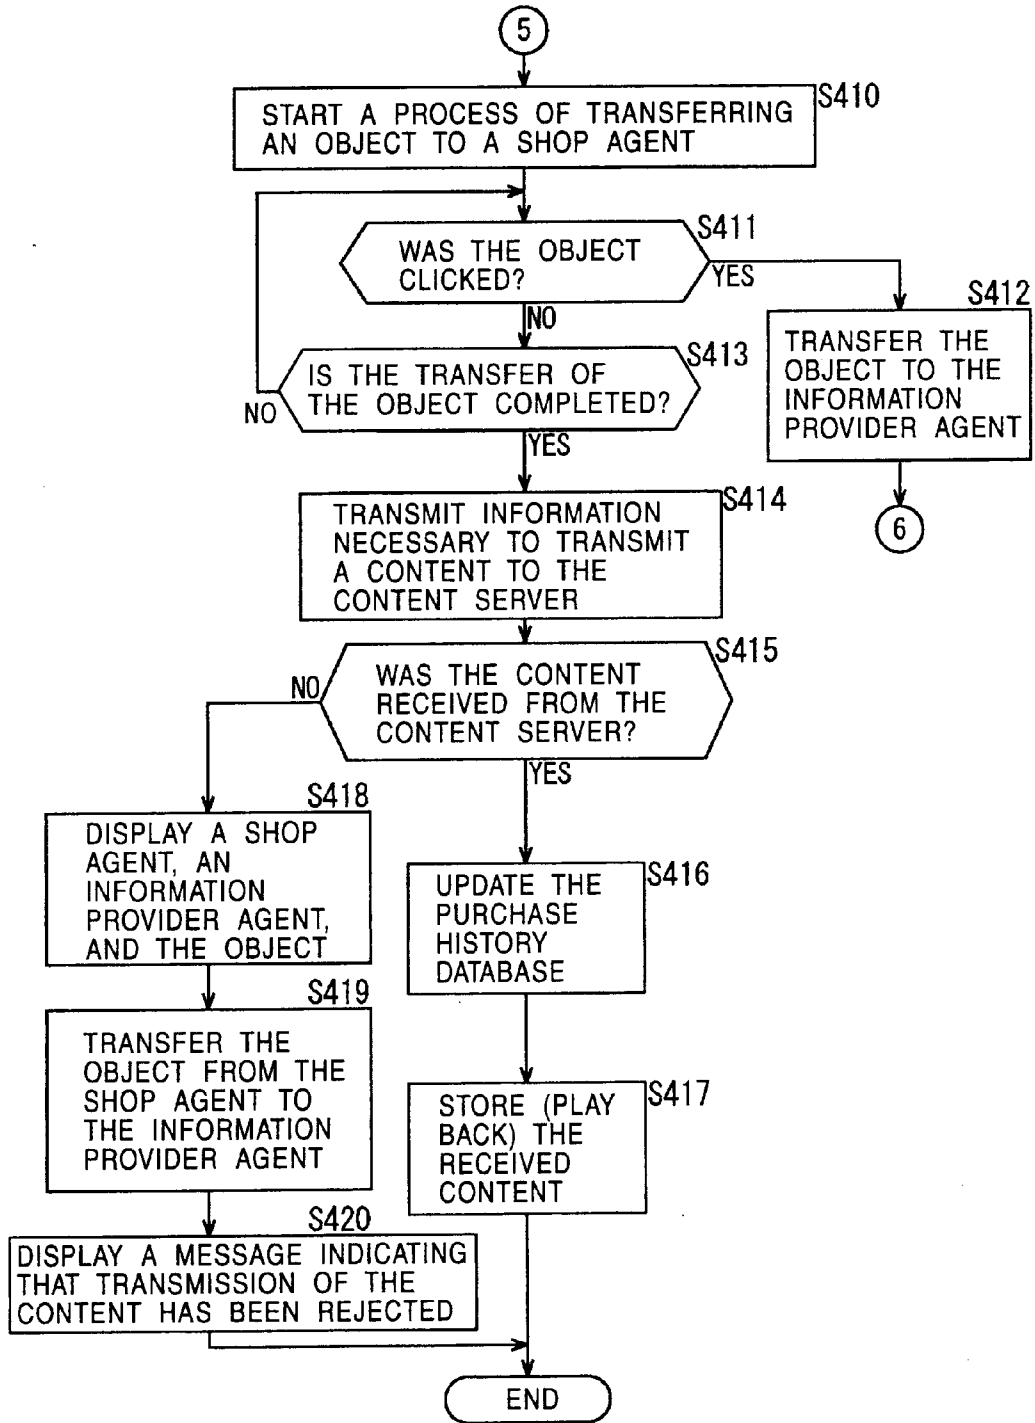 5
S410
START A PROCESS OF TRANSFERRING
AN OBJECT TO A SHOP AGENT
S411
WAS THE OBJECT
CLICKED?
YES
NO
S412
TRANSFER THE
OBJECT TO THE
INFORMATION
PROVIDER AGENT
6
S413
IS THE TRANSFER OF
THE OBJECT COMPLETED?
NO
YES
S414
TRANSMIT INFORMATION
NECESSARY TO TRANSMIT
A CONTENT TO THE
CONTENT SERVER
S415
WAS THE CONTENT
RECEIVED FROM THE
CONTENT SERVER?
NO
YES
S418
DISPLAY A SHOP
AGENT, AN
INFORMATION
PROVIDER AGENT,
AND THE OBJECT
S416
UPDATE THE
PURCHASE
HISTORY
DATABASE
S419
TRANSFER THE
OBJECT FROM THE
SHOP AGENT TO
THE INFORMATION
PROVIDER AGENT
S417
STORE (PLAY
BACK) THE
RECEIVED
CONTENT
S420
DISPLAY A MESSAGE INDICATING
THAT TRANSMISSION OF THE
CONTENT HAS BEEN REJECTED
END